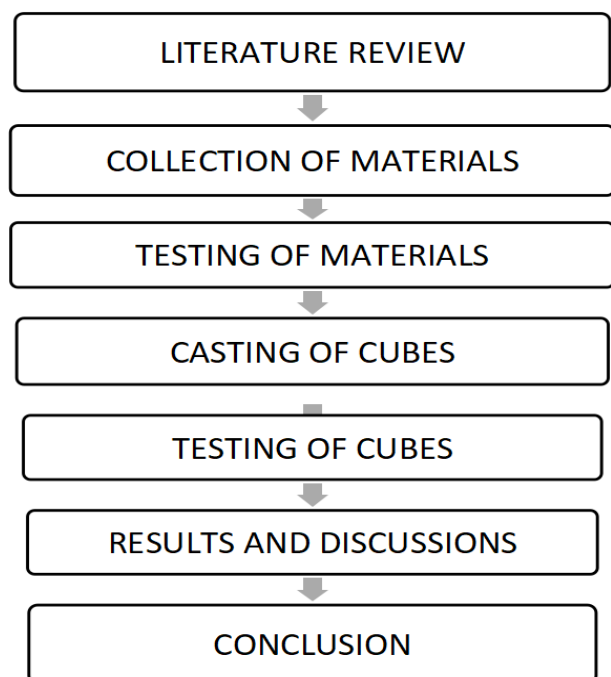 LITERATURE REVIEW
COLLECTION OF MATERIALS
TESTING OF MATERIALS
CASTING OF CUBES
TESTING OF CUBES
RESULTS AND DISCUSSIONS
CONCLUSION